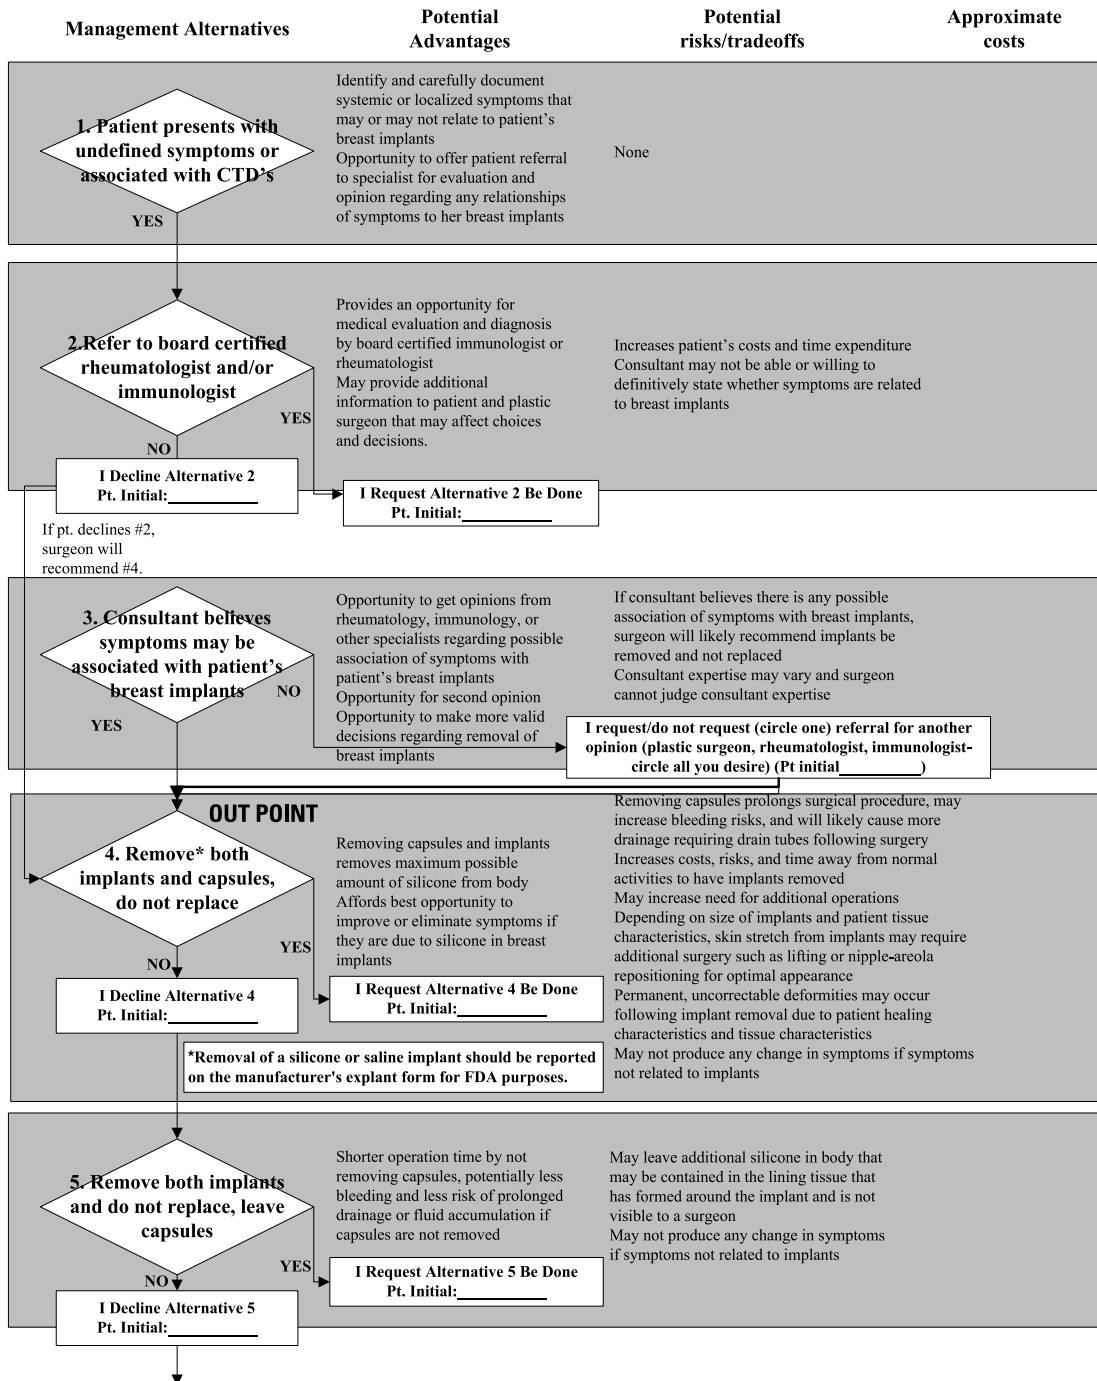 Management Alternatives
Potential
Advantages
Potential
risks/tradeoffs
Approximate
costs
1. Patient presents with
undefined symptoms or
associated with CTD's
YES
Identify and carefully document
systemic or localized symptoms that
may or may not relate to patient's
breast implants
Opportunity to offer patient referral
to specialist for evaluation and
opinion regarding any relationships
of symptoms to her breast implants
None
2.Refer to board certified
rheumatologist and/or
immunologist
YES
NO
I Decline Alternative 2
Pt. Initial:__________
Provides an opportunity for
medical evaluation and diagnosis
by board certified immunologist or
rheumatologist
May provide additional
information to patient and plastic
surgeon that may affect choices
and decisions.
I Request Alternative 2 Be Done
Pt. Initial:__________
Increases patient's costs and time expenditure
Consultant may not be able or willing to
definitively state whether symptoms are related
to breast implants
If pt. declines #2,
surgeon will
recommend #4.
3. Consultant believes
symptoms may be
associated with patient's
breast implants
NO
YES
Opportunity to get opinions from
rheumatology, immunology, or
other specialists regarding possible
association of symptoms with
patient's breast implants
Opportunity for second opinion
Opportunity to make more valid
decisions regarding removal of
breast implants
If consultant believes there is any possible
association of symptoms with breast implants,
surgeon will likely recommend implants be
removed and not replaced
Consultant expertise may vary and surgeon
cannot judge consultant expertise
I request/do not request (circle one) referral for another
opinion (plastic surgeon, rheumatologist, immunologist-
circle all you desire) (Pt initial__________)
OUT POINT
4. Remove* both
implants and capsules,
do not replace
YES
NO
I Decline Alternative 4
Pt. Initial:__________
Removing capsules and implants
removes maximum possible
amount of silicone from body
Affords best opportunity to
improve or eliminate symptoms if
they are due to silicone in breast
implants
I Request Alternative 4 Be Done
Pt. Initial:__________
*Removal of a silicone or saline implant should be reported
on the manufacturer's explant form for FDA purposes.
Removing capsules prolongs surgical procedure, may
increase bleeding risks, and will likely cause more
drainage requiring drain tubes following surgery
Increases costs, risks, and time away from normal
activities to have implants removed
May increase need for additional operations
Depending on size of implants and patient tissue
characteristics, skin stretch from implants may require
additional surgery such as lifting or nipple-areola
repositioning for optimal appearance
Permanent, uncorrectable deformities may occur
following implant removal due to patient healing
characteristics and tissue characteristics
May not produce any change in symptoms if symptoms
not related to implants
5. Remove both implants
and do not replace, leave
capsules
YES
NO
I Decline Alternative 5
Pt. Initial:__________
Shorter operation time by not
removing capsules, potentially less
bleeding and less risk of prolonged
drainage or fluid accumulation if
capsules are not removed
I Request Alternative 5 Be Done
Pt. Initial:__________
May leave additional silicone in body that
may be contained in the lining tissue that
has formed around the implant and is not
visible to a surgeon
May not produce any change in symptoms
if symptoms not related to implants